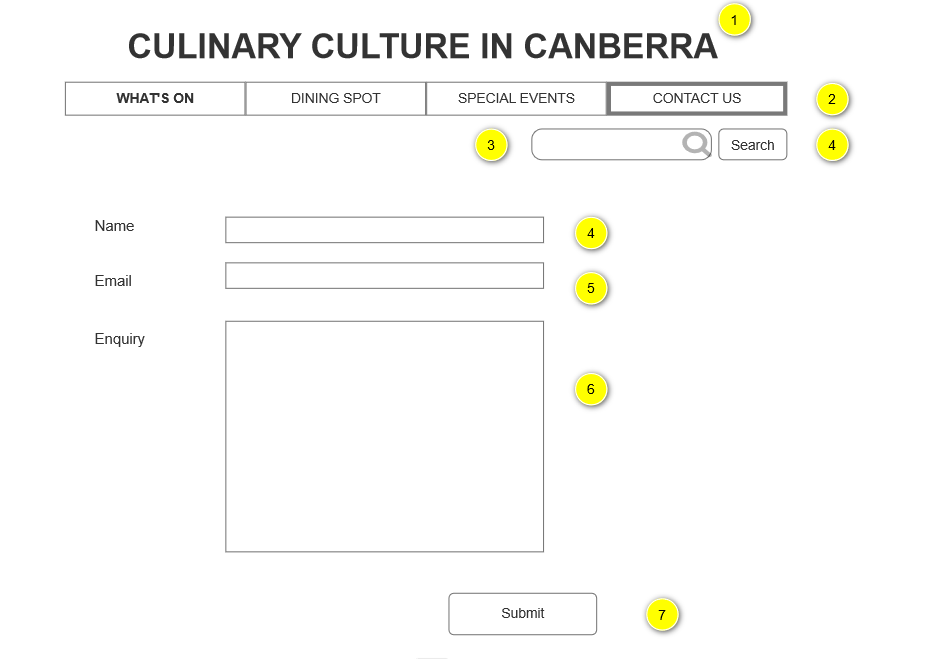 1
CULINARY CULTURE IN CANBERRA
WHAT'S ON DINING SPOT SPECIAL EVENTS CONTACT US 2
3 Search 4
Name 4
Email 5
Enquiry
6
Submit 7